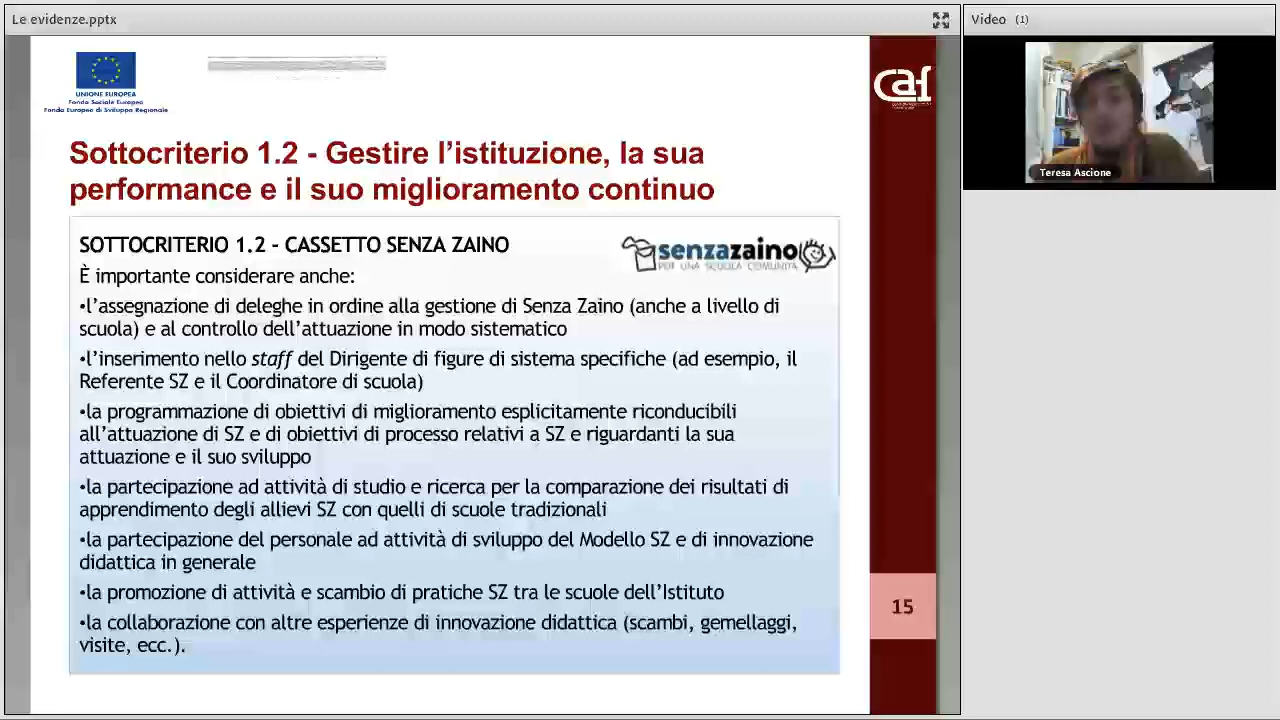 Le evidenze.pptx
Video (1)
UNIONE EUROPEA
Fondo Sociale Europeo
Fondo Europeo di Sviluppo Regionale
caf
Teresa Ascione
Sottocriterio 1.2 - Gestire l'istituzione, la sua
performance e il suo miglioramento continuo
SOTTOCRITERIO 1.2 - CASSETTO SENZA ZAINO
senzazaino
PER UNA SCUOLA COMUNITÀ
È importante considerare anche:
•l'assegnazione di deleghe in ordine alla gestione di Senza Zaino (anche a livello di
scuola) e al controllo dell'attuazione in modo sistematico
•l'inserimento nello staff del Dirigente di figure di sistema specifiche (ad esempio, il
Referente SZ e il Coordinatore di scuola)
•la programmazione di obiettivi di miglioramento esplicitamente riconducibili
all'attuazione di SZ e di obiettivi di processo relativi a SZ e riguardanti la sua
attuazione e il suo sviluppo
•la partecipazione ad attività di studio e ricerca per la comparazione dei risultati di
apprendimento degli allievi SZ con quelli di scuole tradizionali
•la partecipazione del personale ad attività di sviluppo del Modello SZ e di innovazione
didattica in generale
•la promozione di attività e scambio di pratiche SZ tra le scuole dell'Istituto
•la collaborazione con altre esperienze di innovazione didattica (scambi, gemellaggi,
visite, ecc.).
15